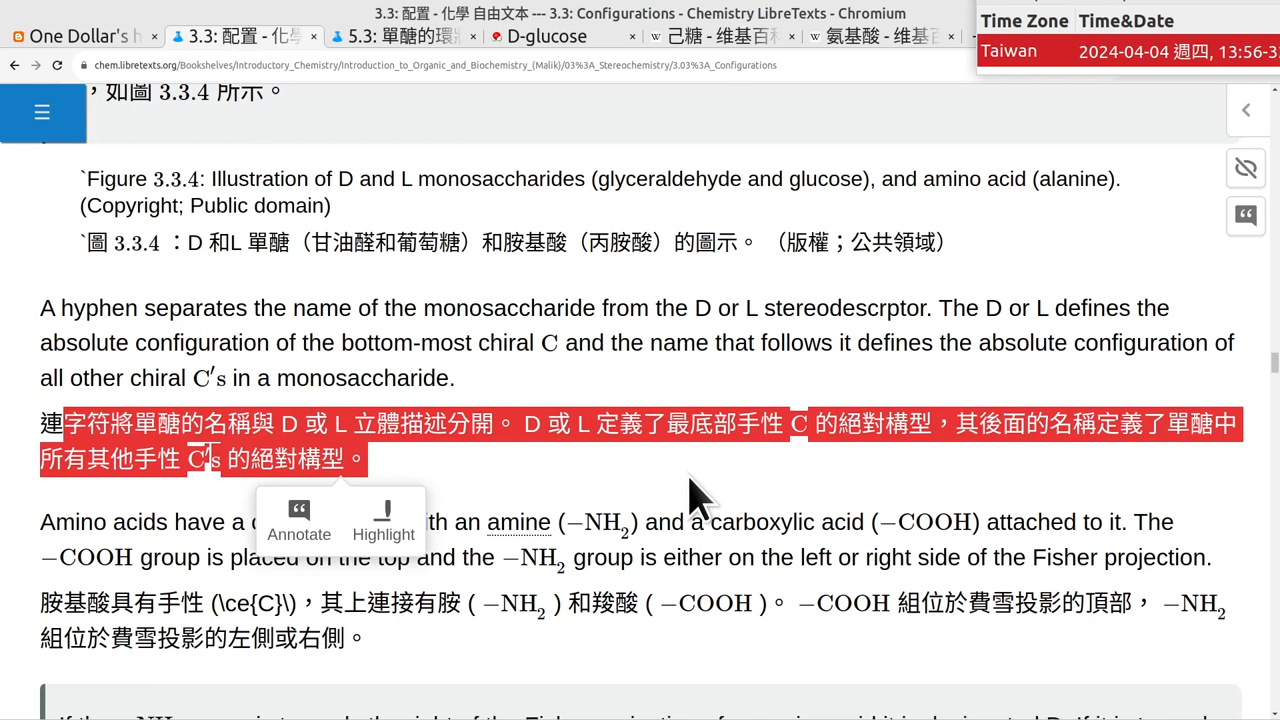 3.3: 配置 - 化學 自由文本 --- 3.3: Configurations - Chemistry LibreTexts - Chromium
Time Zone Time&Date
One Dollar's h × 3.3: 配置 - 化學 × 5.3: 單醣的環 × D-glucose × 己糖 - 维基百科 × 氨基酸 - 维基 ×
Taiwan 2024-04-04 週四, 13:56-3
chem.libretexts.org/Bookshelves/Introductory_Chemistry/Introduction_to_Organic_and_Biochemistry_(Malik)/03%3A_Stereochemistry/3.03%3A_Configurations
，如圖 3.3.4 所示。
`Figure 3.3.4: Illustration of D and L monosaccharides (glyceraldehyde and glucose), and amino acid (alanine).
(Copyright; Public domain)
`圖 3.3.4 ：D 和L 單醣（甘油醛和葡萄糖）和胺基酸（丙胺酸）的圖示。 （版權；公共領域）
A hyphen separates the name of the monosaccharide from the D or L stereodescrptor. The D or L defines the
absolute configuration of the bottom-most chiral C and the name that follows it defines the absolute configuration of
all other chiral C′s in a monosaccharide.
連字符將單醣的名稱與 D 或 L 立體描述分開。 D 或 L 定義了最底部手性 C 的絕對構型，其後面的名稱定義了單醣中
所有其他手性 C′s 的絕對構型。
Annotate Highlight
Amino acids have a c th an amine (−NH₂) and a carboxylic acid (−COOH) attached to it. The
−COOH group is placed on the top and the −NH₂ group is either on the left or right side of the Fisher projection.
胺基酸具有手性 (\ce{C}\)，其上連接有胺 ( −NH₂ ) 和羧酸 ( −COOH )。 −COOH 組位於費雪投影的頂部， −NH₂
組位於費雪投影的左側或右側。